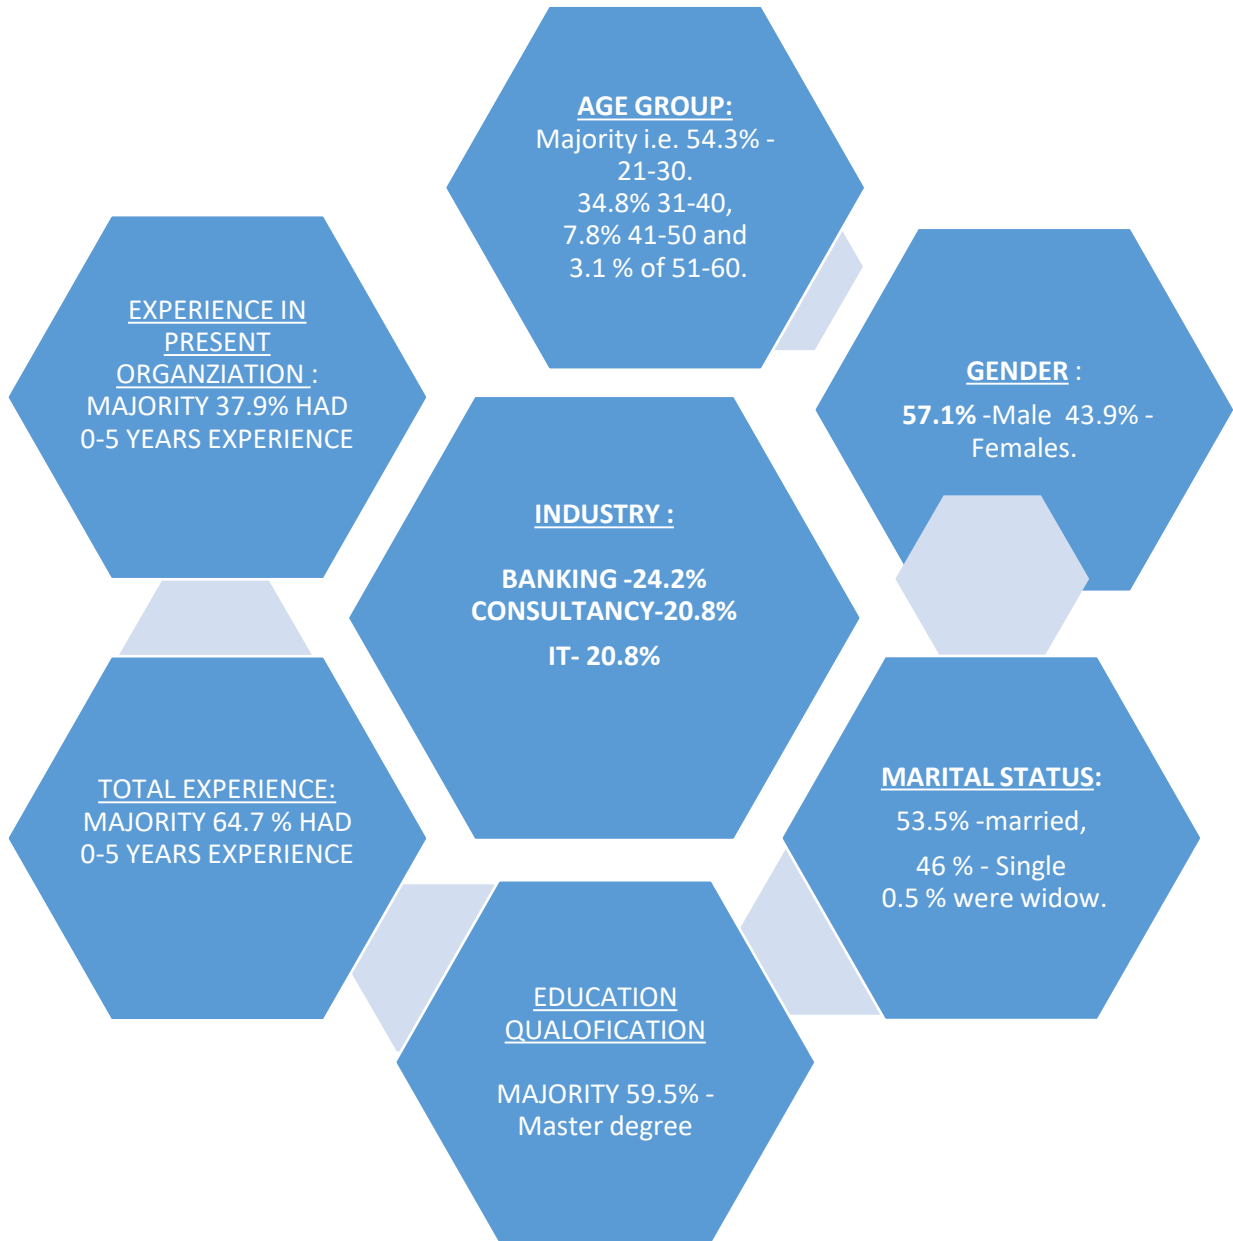 AGE GROUP:
Majority i.e. 54.3% -
21-30.
34.8% 31-40,
7.8% 41-50 and
3.1 % of 51-60.
GENDER :
57.1% -Male  43.9% -
Females.
MARITAL STATUS:
53.5% -married,
46 % - Single
0.5 % were widow.
EDUCATION
QUALOFICATION
MAJORITY 59.5% -
Master degree
TOTAL EXPERIENCE:
MAJORITY 64.7 % HAD
0-5 YEARS EXPERIENCE
EXPERIENCE IN
PRESENT
ORGANZIATION :
MAJORITY 37.9% HAD
0-5 YEARS EXPERIENCE
INDUSTRY :
BANKING -24.2%
CONSULTANCY-20.8%
IT- 20.8%